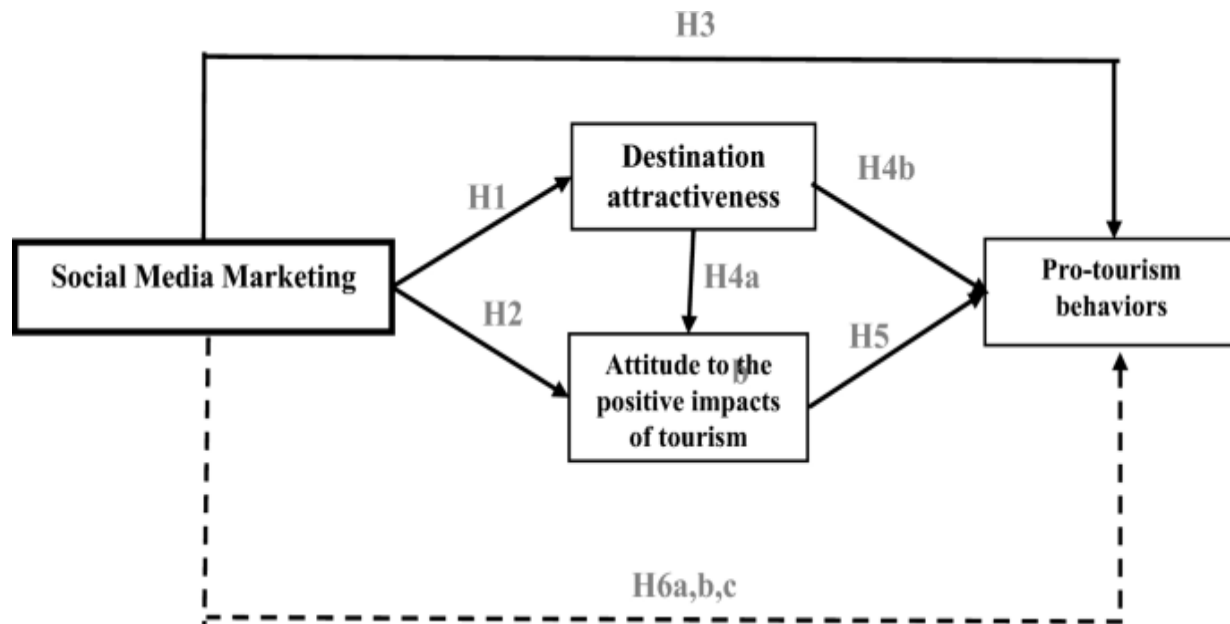 H3
Destination
attractiveness
H4b
H1
Social Media Marketing
H4a
Pro-tourism
behaviors
H2
H5
Attitude to the
b
positive impacts
of tourism
H6a,b,c